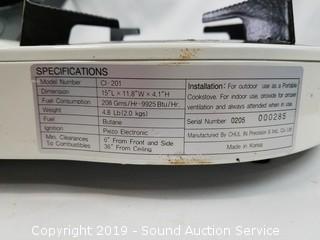 SPECIFICATIONS
Model Number CI-201
Dimension 15"L × 11.8"W × 4.1"H
Fuel Consumption 208 Gms/Hr·9925 Btu/Hr.
Weight 4.8 Lb(2.0 kgs)
Fuel Butane
Ignition Piezo Electronic
Min. Clearances To Combustibles 9" From Front and Side
36" From Ceiling
Installation: For outdoor use as a Portable
Cookstove. For indoor use, provide for proper
ventilation and always when attended in use.
Serial Number 0205 000285
Manufactured By CHUL IN Precision & Ind. Co. Ltd
Made in Korea
Copyright 2019 - Sound Auction Service